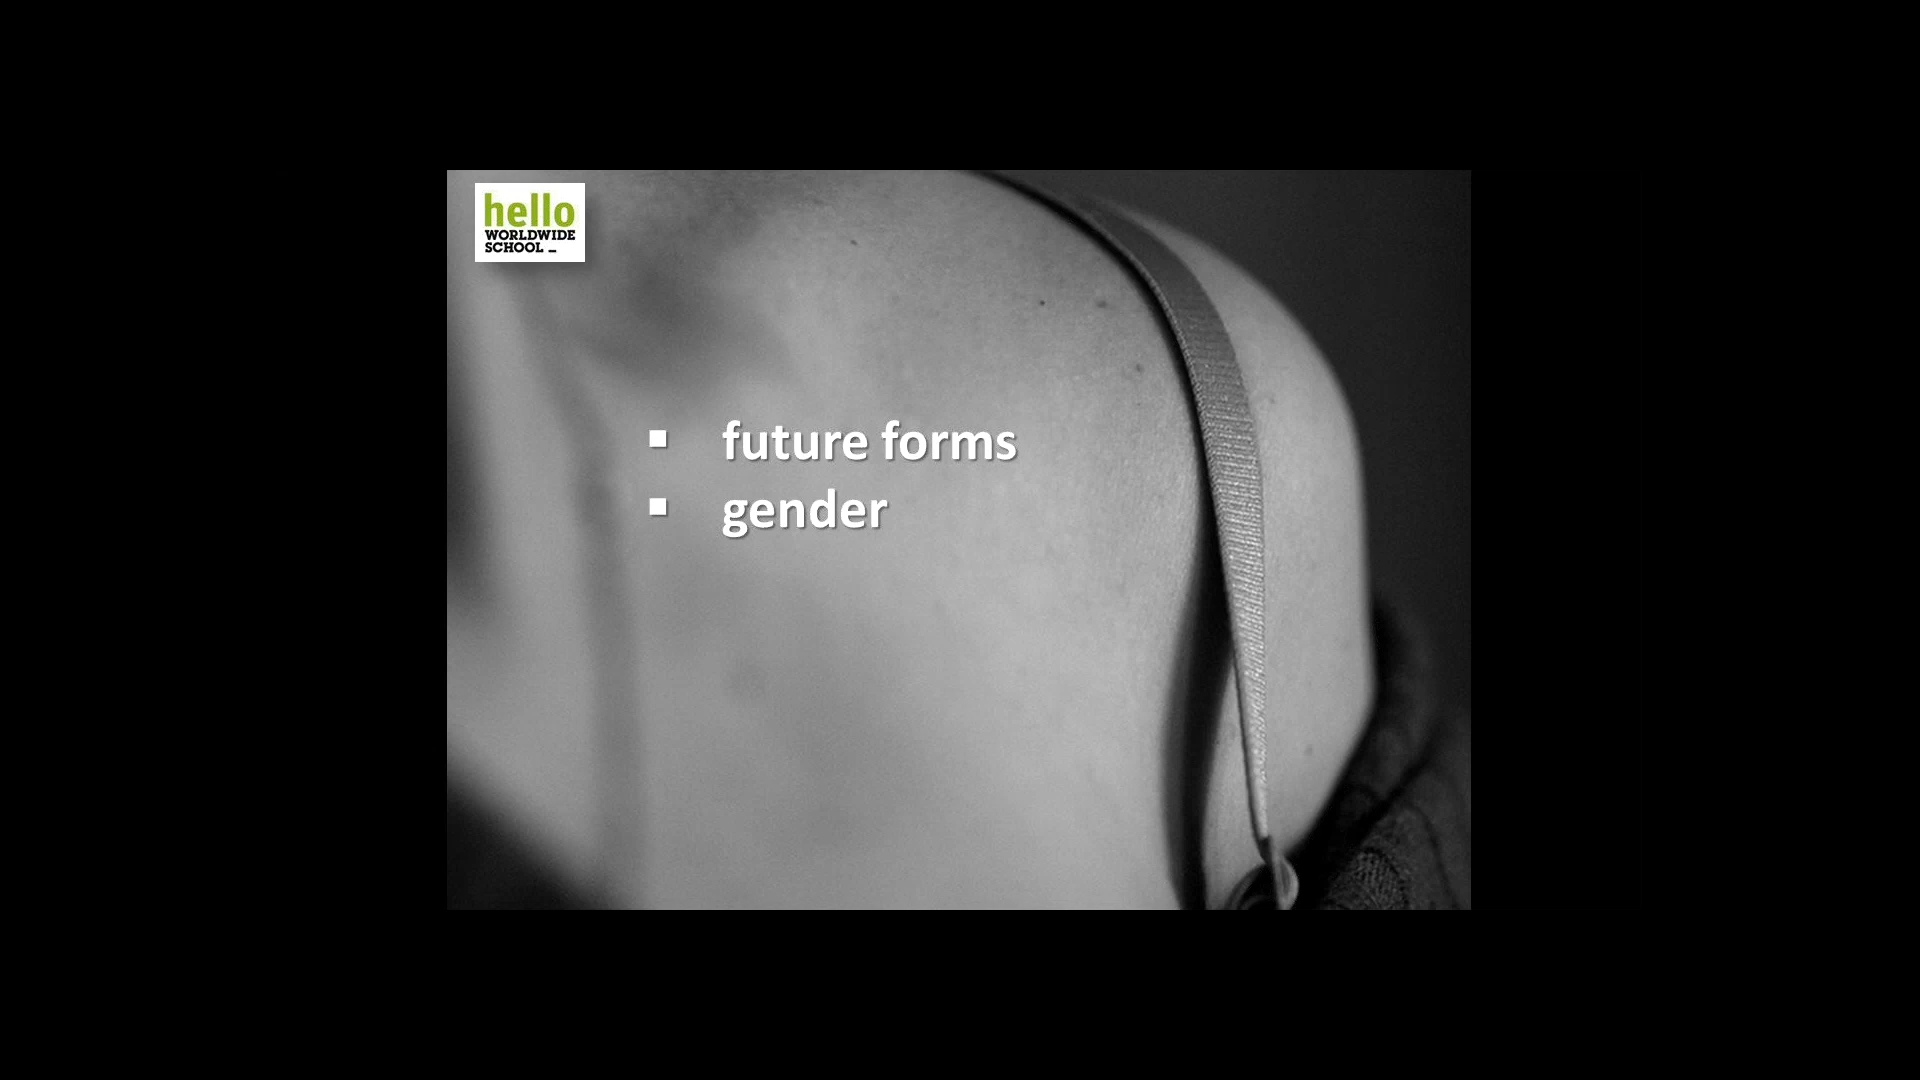 hello
WORLDWIDE
SCHOOL _
▪ future forms
▪ gender